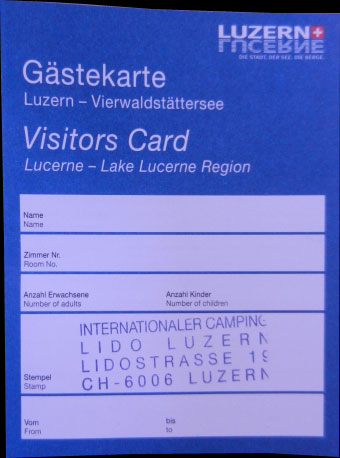 LUZERN
LUCERNE
DIE STADT. DER SEE. DIE BERGE.
Gästekarte
Luzern – Vierwaldstättersee
Visitors Card
Lucerne – Lake Lucerne Region
Name
Name
Zimmer Nr.
Room No.
Anzahl Erwachsene Anzahl Kinder
Number of adults Number of children
INTERNATIONALER CAMPING
LIDO LUZERN
LIDOSTRASSE 19
CH-6006 LUZERN
Stempel
Stamp
Vom bis
From to